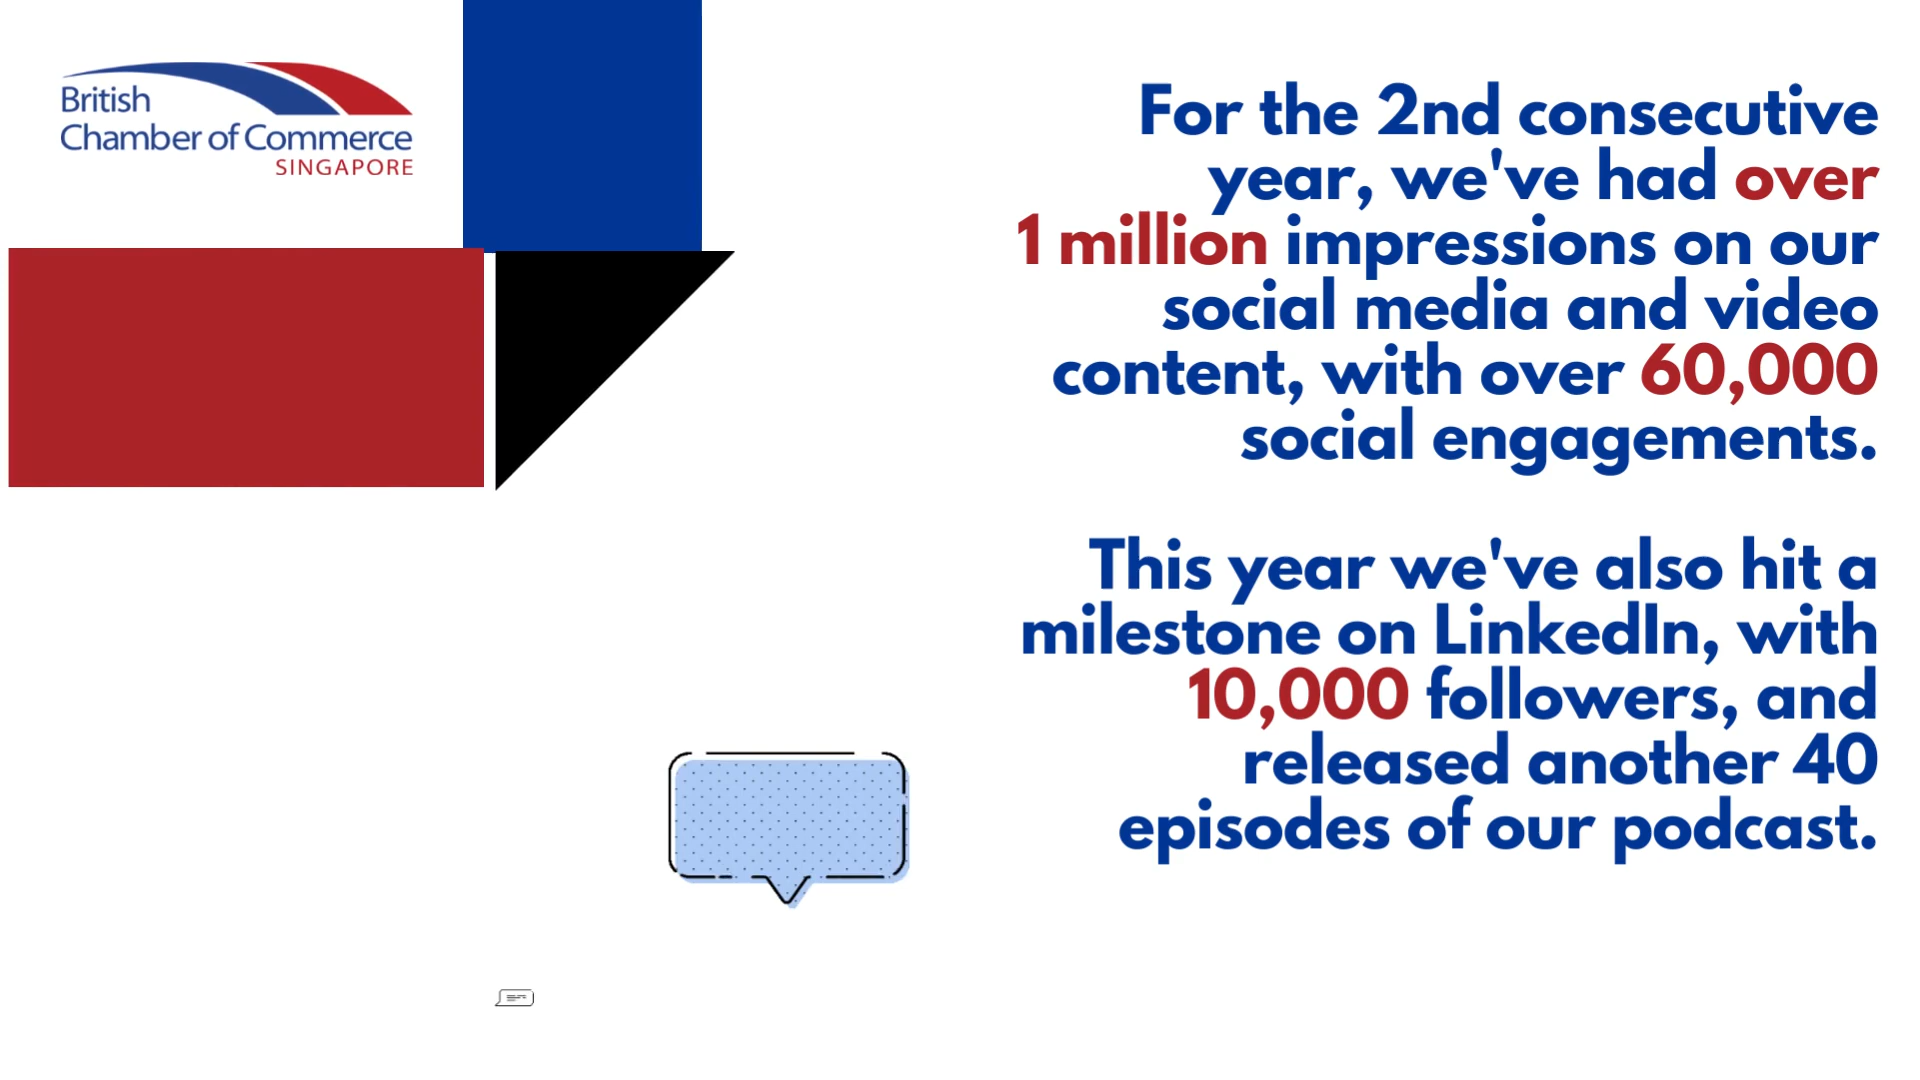 British
Chamber of Commerce
SINGAPORE
For the 2nd consecutive
year, we've had over
1 million impressions on our
social media and video
content, with over 60,000
social engagements.
This year we've also hit a
milestone on LinkedIn, with
10,000 followers, and
released another 40
episodes of our podcast.